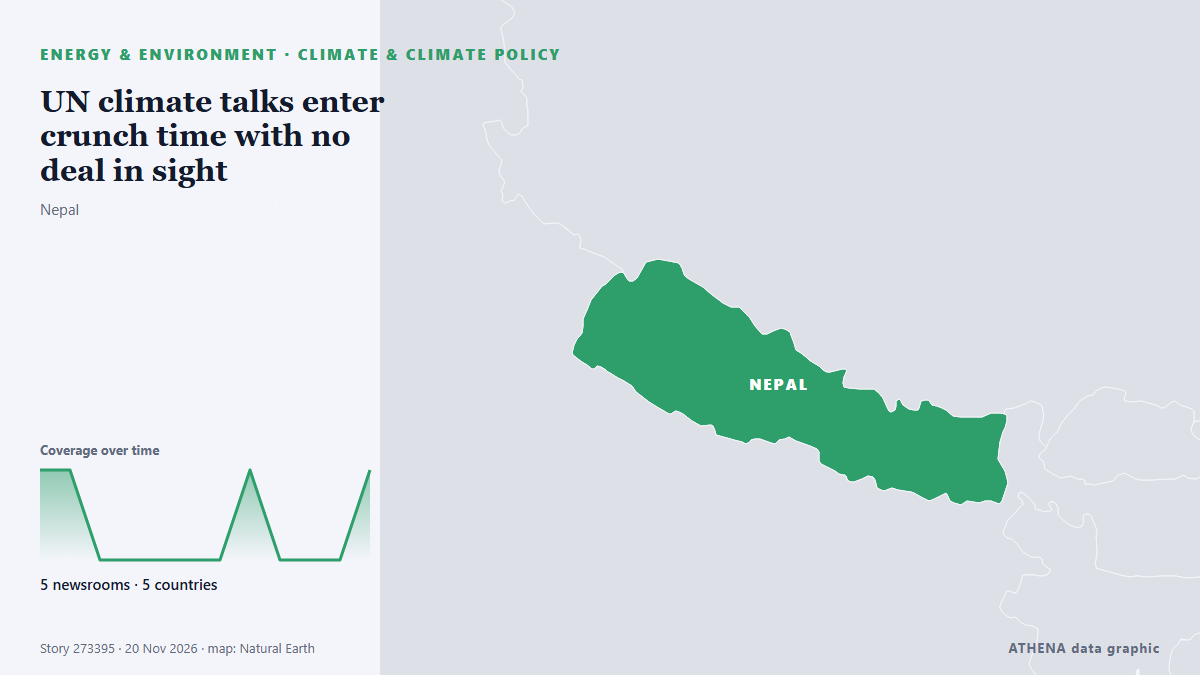 ENERGY & ENVIRONMENT · CLIMATE & CLIMATE POLICY
UN climate talks enter
crunch time with no
deal in sight
Nepal
NEPAL
Coverage over time
5 newsrooms · 5 countries
Story 273395 · 20 Nov 2026 · map: Natural Earth
ATHENA data graphic